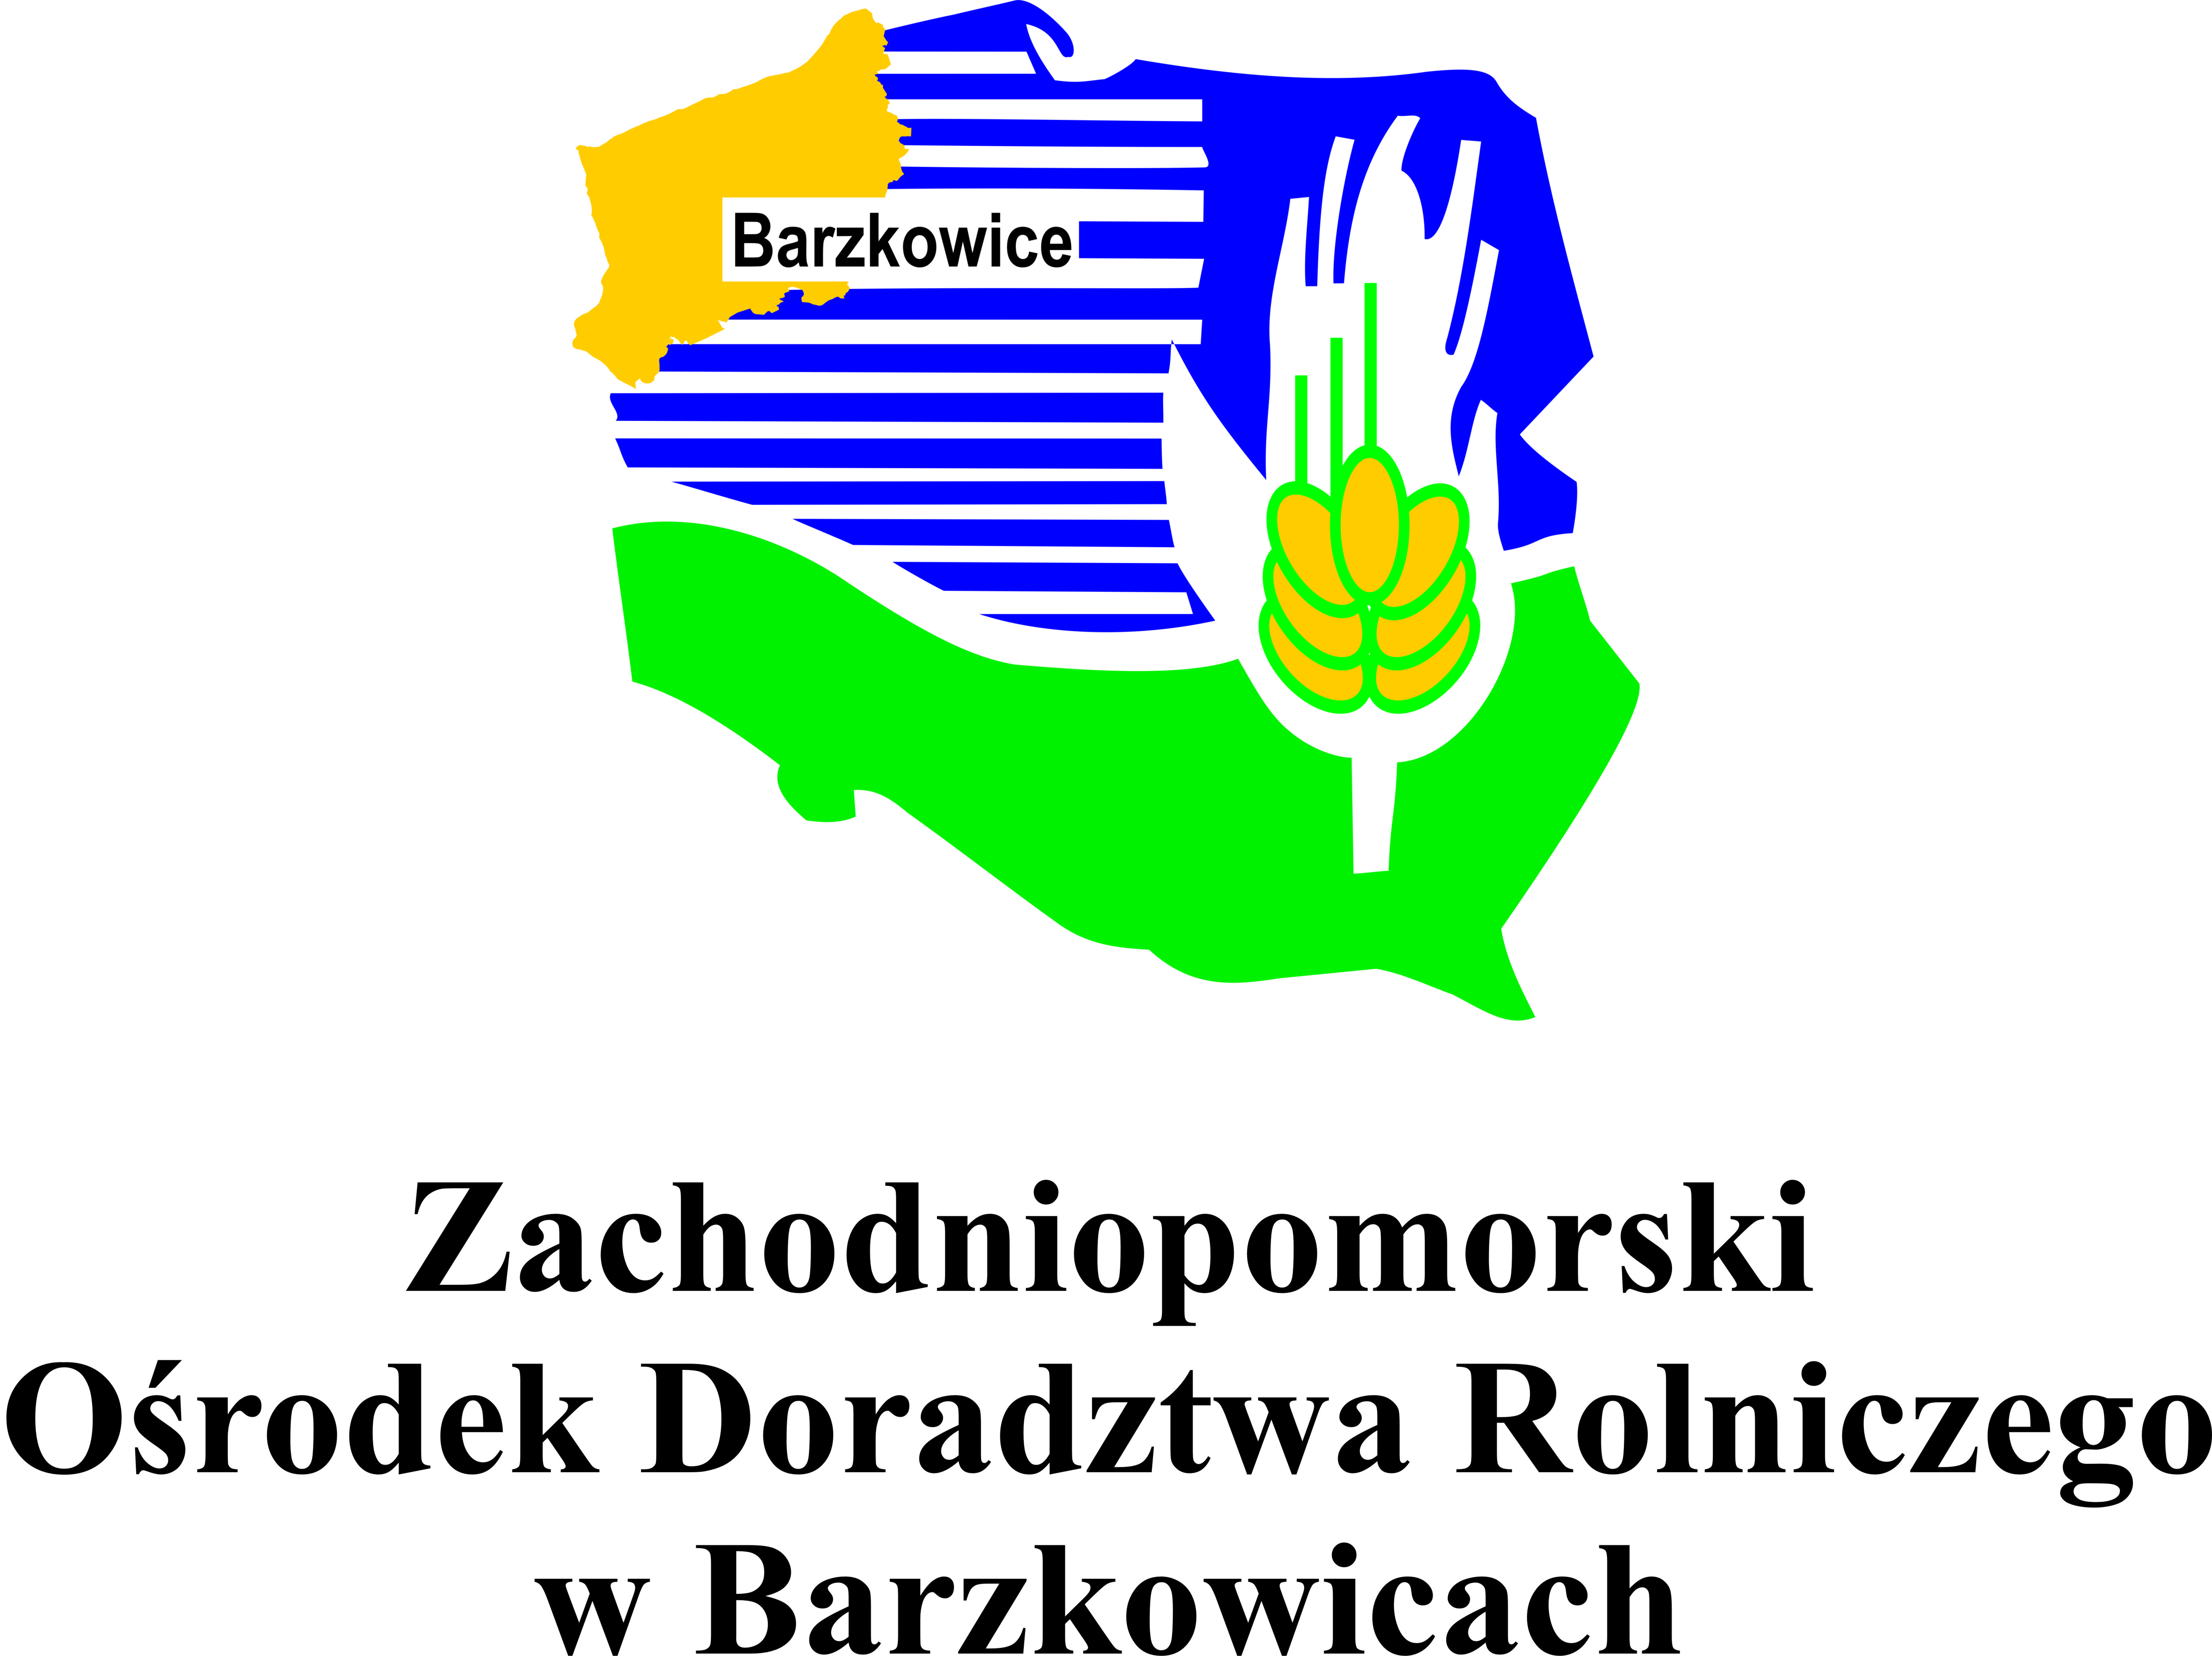 Barzkowice
Zachodniopomorski
Ośrodek Doradztwa Rolniczego
w Barzkowicach